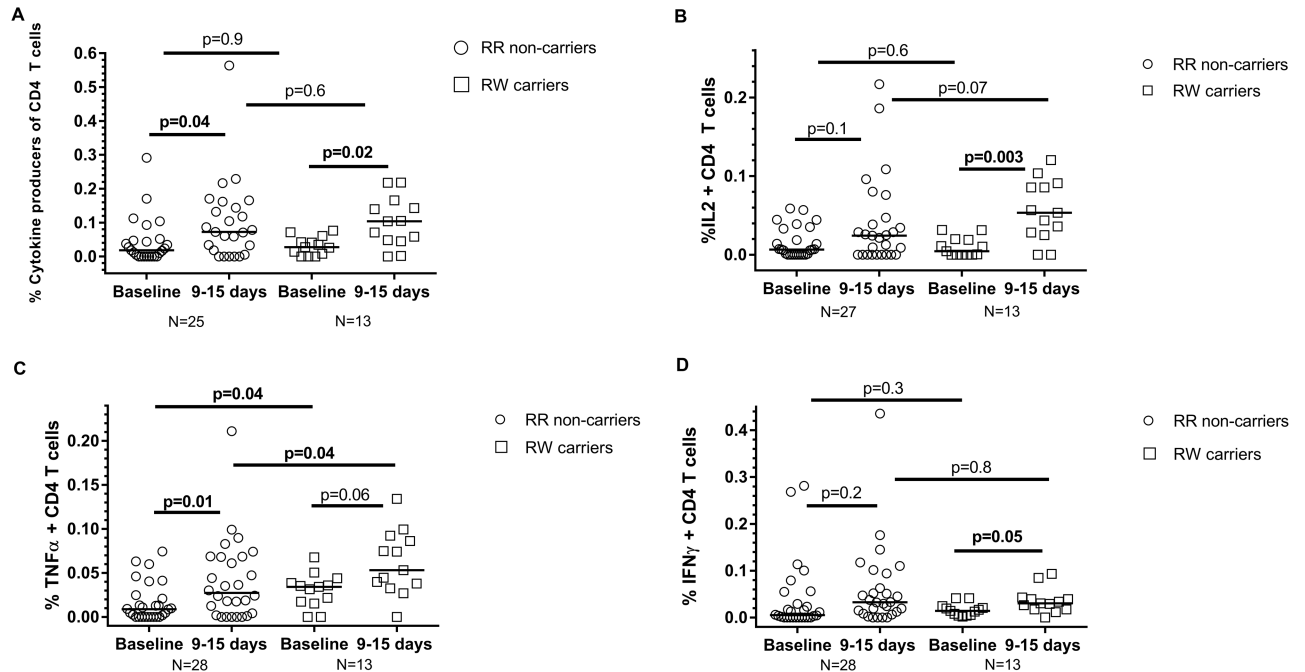 A
% Cytokine producers of CD4 T cells
0.6
0.5
0.4
0.3
0.2
0.1
0.0
p=0.9
p=0.6
p=0.04
p=0.02
RR non-carriers
RW carriers
Baseline 9-15 days Baseline 9-15 days
N=25 N=13
B
%IL2 + CD4 T cells
0.2
0.1
0.0
p=0.6
p=0.07
p=0.1
p=0.003
RR non-carriers
RW carriers
Baseline 9-15 days Baseline 9-15 days
N=27 N=13
C
% TNFα + CD4 T cells
0.20
0.15
0.10
0.05
0.00
p=0.04
p=0.04
p=0.01
p=0.06
RR non-carriers
RW carriers
Baseline 9-15 days Baseline 9-15 days
N=28 N=13
D
% IFNγ + CD4 T cells
0.4
0.3
0.2
0.1
0.0
p=0.3
p=0.8
p=0.2
p=0.05
RR non-carriers
RW carriers
Baseline 9-15 days Baseline 9-15 days
N=28 N=13